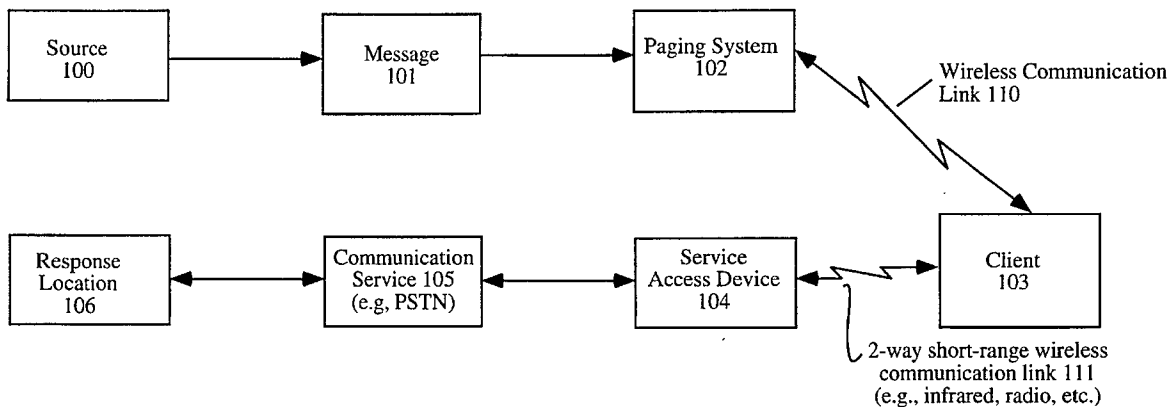 Source
100
Message
101
Paging System
102
Wireless Communication
Link 110
Response
Location
106
Communication
Service 105
(e.g, PSTN)
Service
Access Device
104
Client
103
2-way short-range wireless
communication link 111
(e.g., infrared, radio, etc.)